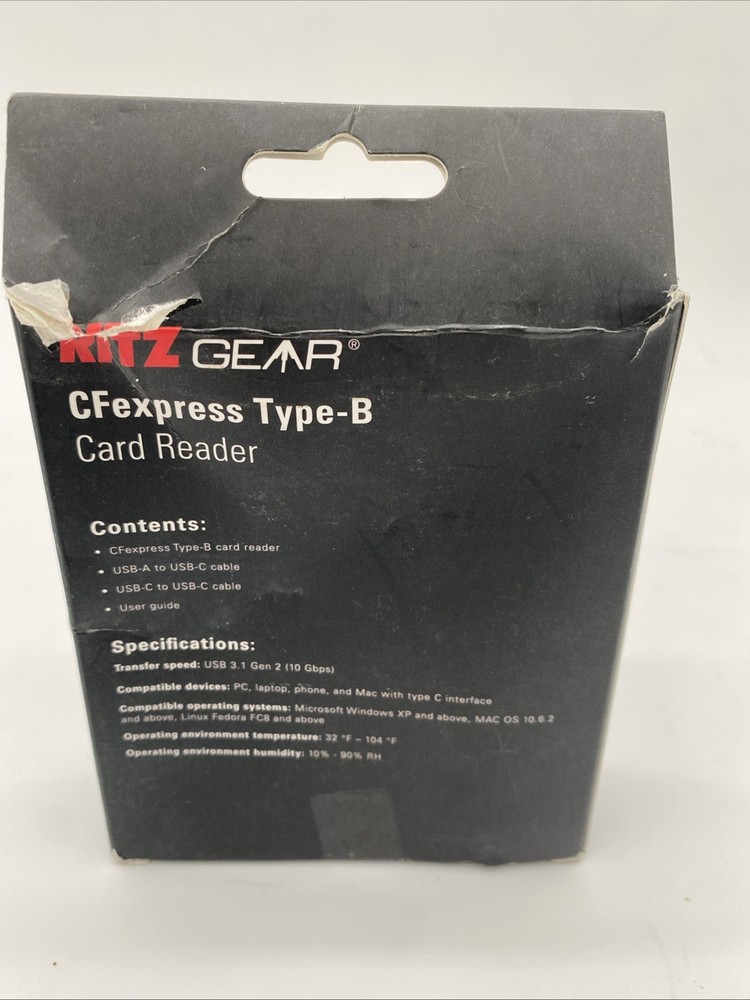 RITZ GEAR®
CFexpress Type-B
Card Reader
Contents:
• CFexpress Type-B card reader
• USB-A to USB-C cable
• USB-C to USB-C cable
• User guide
Specifications:
Transfer speed: USB 3.1 Gen 2 (10 Gbps)
Compatible devices: PC, laptop, phone, and Mac with type C interface
Compatible operating systems: Microsoft Windows XP and above, MAC OS 10.6.2
and above, Linux Fedora FC8 and above
Operating environment temperature: 32 °F – 104 °F
Operating environment humidity: 10% - 90% RH